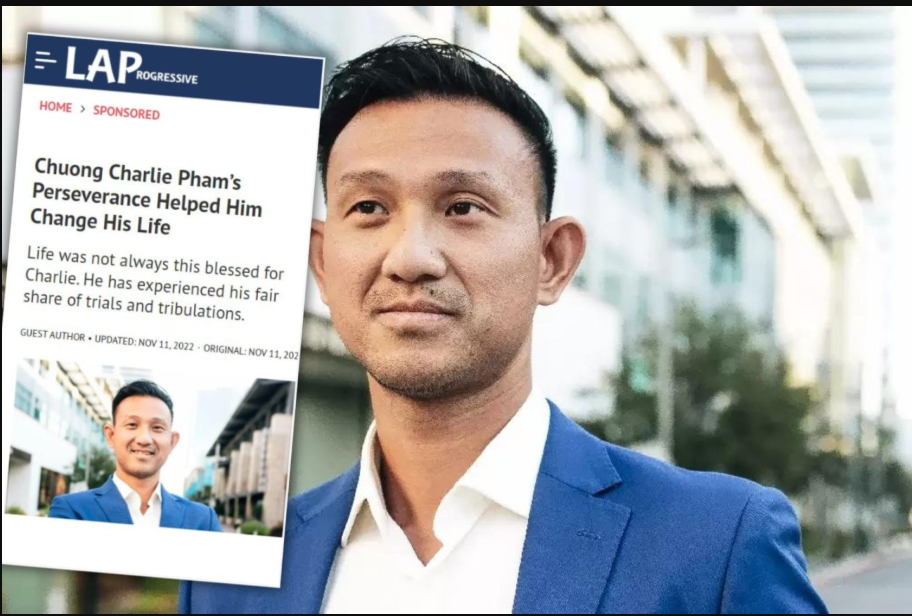 LAPROGRESSIVE
HOME > SPONSORED
Chuong Charlie Pham's
Perseverance Helped Him
Change His Life
Life was not always this blessed for
Charlie. He has experienced his fair
share of trials and tribulations.
GUEST AUTHOR • UPDATED: NOV 11, 2022 · ORIGINAL: NOV 11, 202